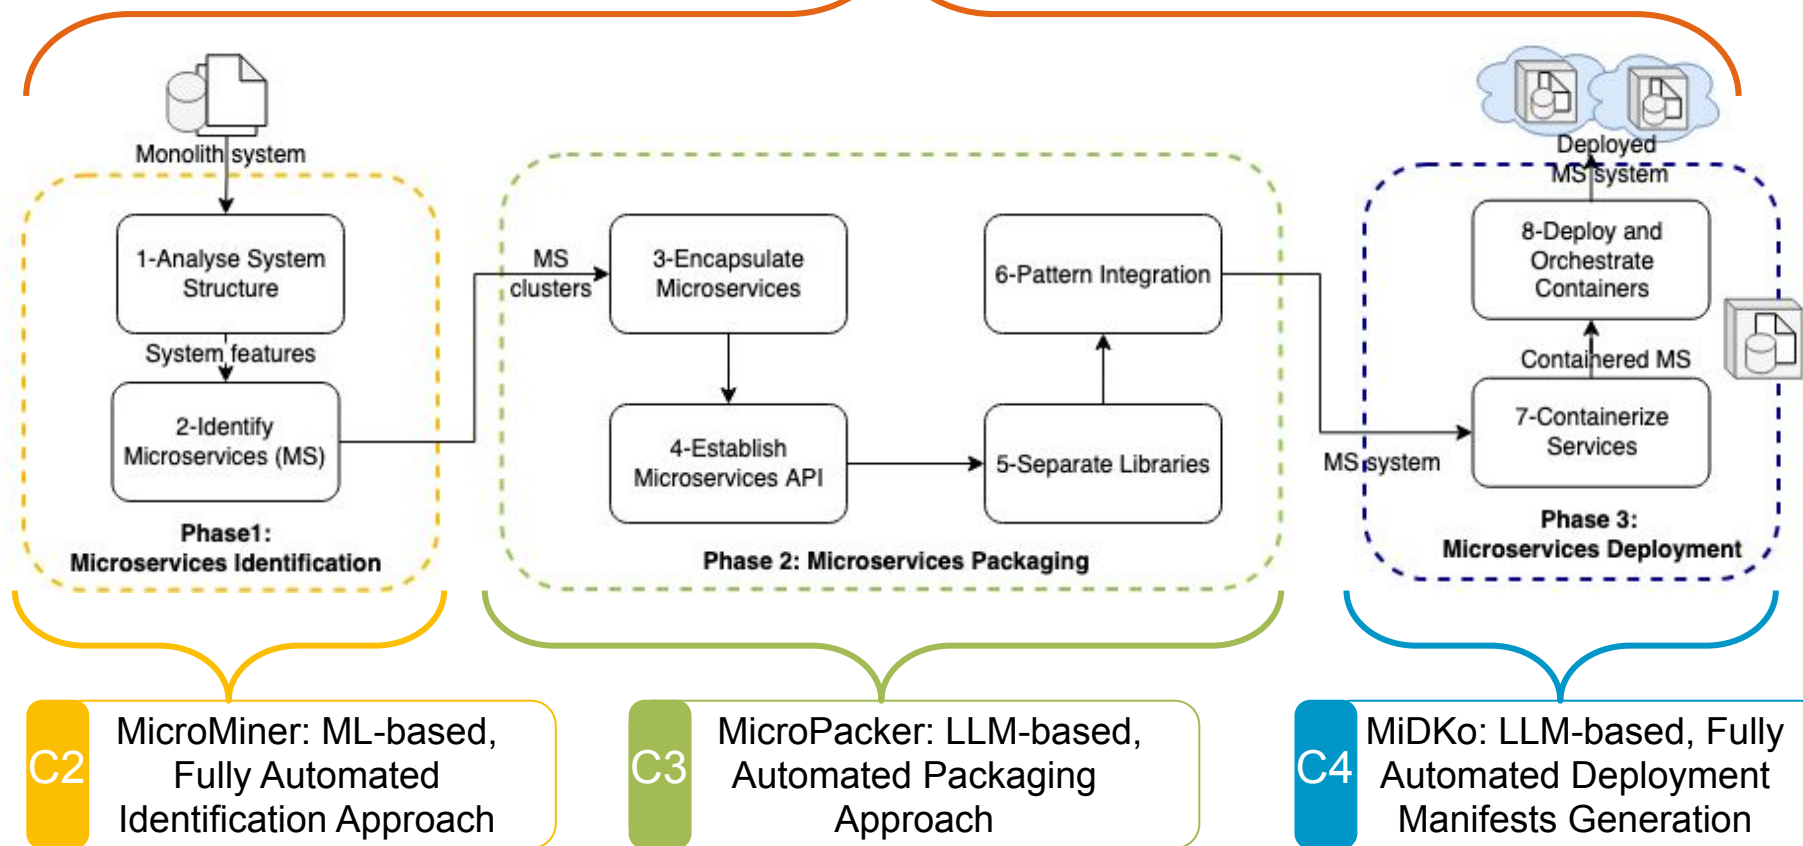 Monolith system
1-Analyse System
Structure
System features
2-Identify
Microservices (MS)
Phase1:
Microservices Identification
MS
clusters
3-Encapsulate
Microservices
4-Establish
Microservices API
5-Separate Libraries
6-Pattern Integration
Phase 2: Microservices Packaging
MS system
Deployed
MS system
8-Deploy and
Orchestrate
Containers
Containered MS
7-Containerize
Services
Phase 3:
Microservices Deployment
C2
MicroMiner: ML-based,
Fully Automated
Identification Approach
C3
MicroPacker: LLM-based,
Automated Packaging
Approach
C4
MiDKo: LLM-based, Fully
Automated Deployment
Manifests Generation